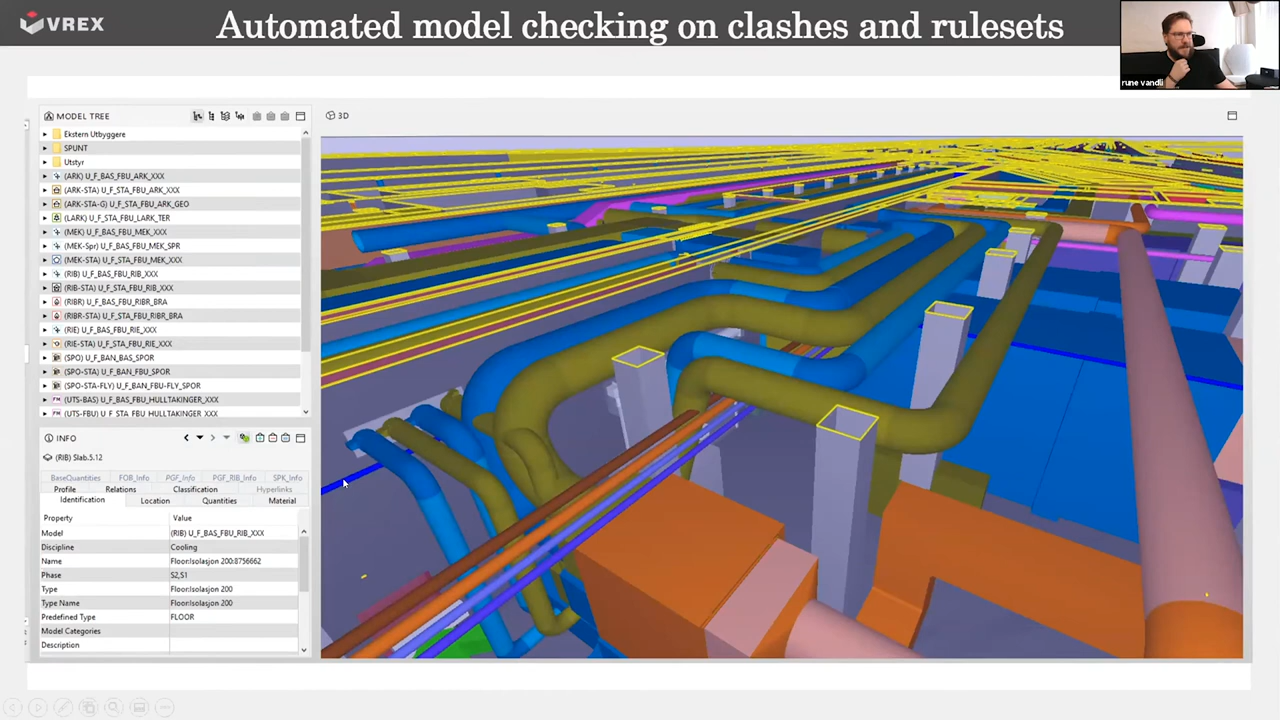 VREX
Automated model checking on clashes and rulesets
rune vandli
MODEL TREE
Ekstern Utbyggere
SPUNT
Utstyr
(ARK) U_F_BAS_FBU_ARK_XXX
(ARK-STA) U_F_STA_FBU_ARK_XXX
(ARK-STA-G) U_F_STA_FBU_ARK_GEO
(LARK) U_F_STA_FBU_LARK_TER
(MEK) U_F_BAS_FBU_MEK_XXX
(MEK-Spr) U_F_BAS_FBU_MEK_SPR
(MEK-STA) U_F_STA_FBU_MEK_XXX
(RIB) U_F_BAS_FBU_RIB_XXX
(RIB-STA) U_F_STA_FBU_RIB_XXX
(RIBR) U_F_BAS_FBU_RIBR_BRA
(RIBR-STA) U_F_STA_FBU_RIBR_BRA
(RIE) U_F_BAS_FBU_RIE_XXX
(RIE-STA) U_F_STA_FBU_RIE_XXX
(SPO) U_F_BAN_BAS_SPOR
(SPO-STA) U_F_BAN_FBU_SPOR
(SPO-STA-FLY) U_F_BAN_FBU-FLY_SPOR
(UTS-BAS) U_F_BAS_FBU_HULLTAKINGER_XXX
(UTS-FBU) U_F_STA_FBU_HULLTAKINGER_XXX
3D
INFO
(RIB) Slab.5.12
BaseQuantities FOB_Info PGF_Info PGF_RIB_Info SPK_Info
Profile Relations Classification Hyperlinks
Identification Location Quantities Material
Property Value
Model (RIB) U_F_BAS_FBU_RIB_XXX
Discipline Cooling
Name Floor:Isolasjon 200:8756662
Phase S2,S1
Type Floor:Isolasjon 200
Type Name Floor:Isolasjon 200
Predefined Type FLOOR
Model Categories
Description